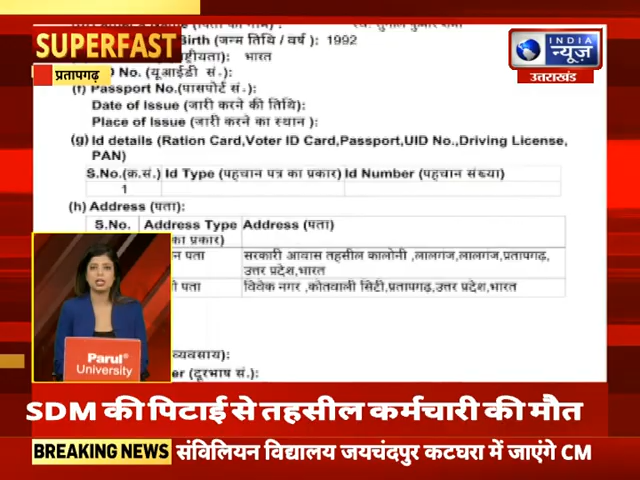 SUPERFAST
प्रतापगढ़
INDIA
न्यूज़
उत्तराखंड
Birth (जन्म तिथि / वर्ष ): 1992
भारत
No. (यूआईडी सं.):
(f) Passport No.(पासपोर्ट सं.):
Date of Issue (जारी करने की तिथि):
Place of Issue (जारी करने का स्थान ):
(g) Id details (Ration Card,Voter ID Card,Passport,UID No.,Driving License,
PAN)
S.No.(क्र.सं.) Id Type (पहचान पत्र का प्रकार) Id Number (पहचान संख्या)
1
(h) Address (पता):
S.No. Address Type Address (पता)
का प्रकार)
पता सरकारी आवास तहसील कालोनी ,लालगंज,लालगंज,प्रतापगढ़,
उत्तर प्रदेश,भारत
पता विवेक नगर ,कोतवाली सिटी,प्रतापगढ़,उत्तर प्रदेश,भारत
व्यवसाय):
(दूरभाष सं.):
Parul
University
SDM की पिटाई से तहसील कर्मचारी की मौत
BREAKING NEWS संविलियन विद्यालय जयचंदपुर कटघरा में जाएंगे CM